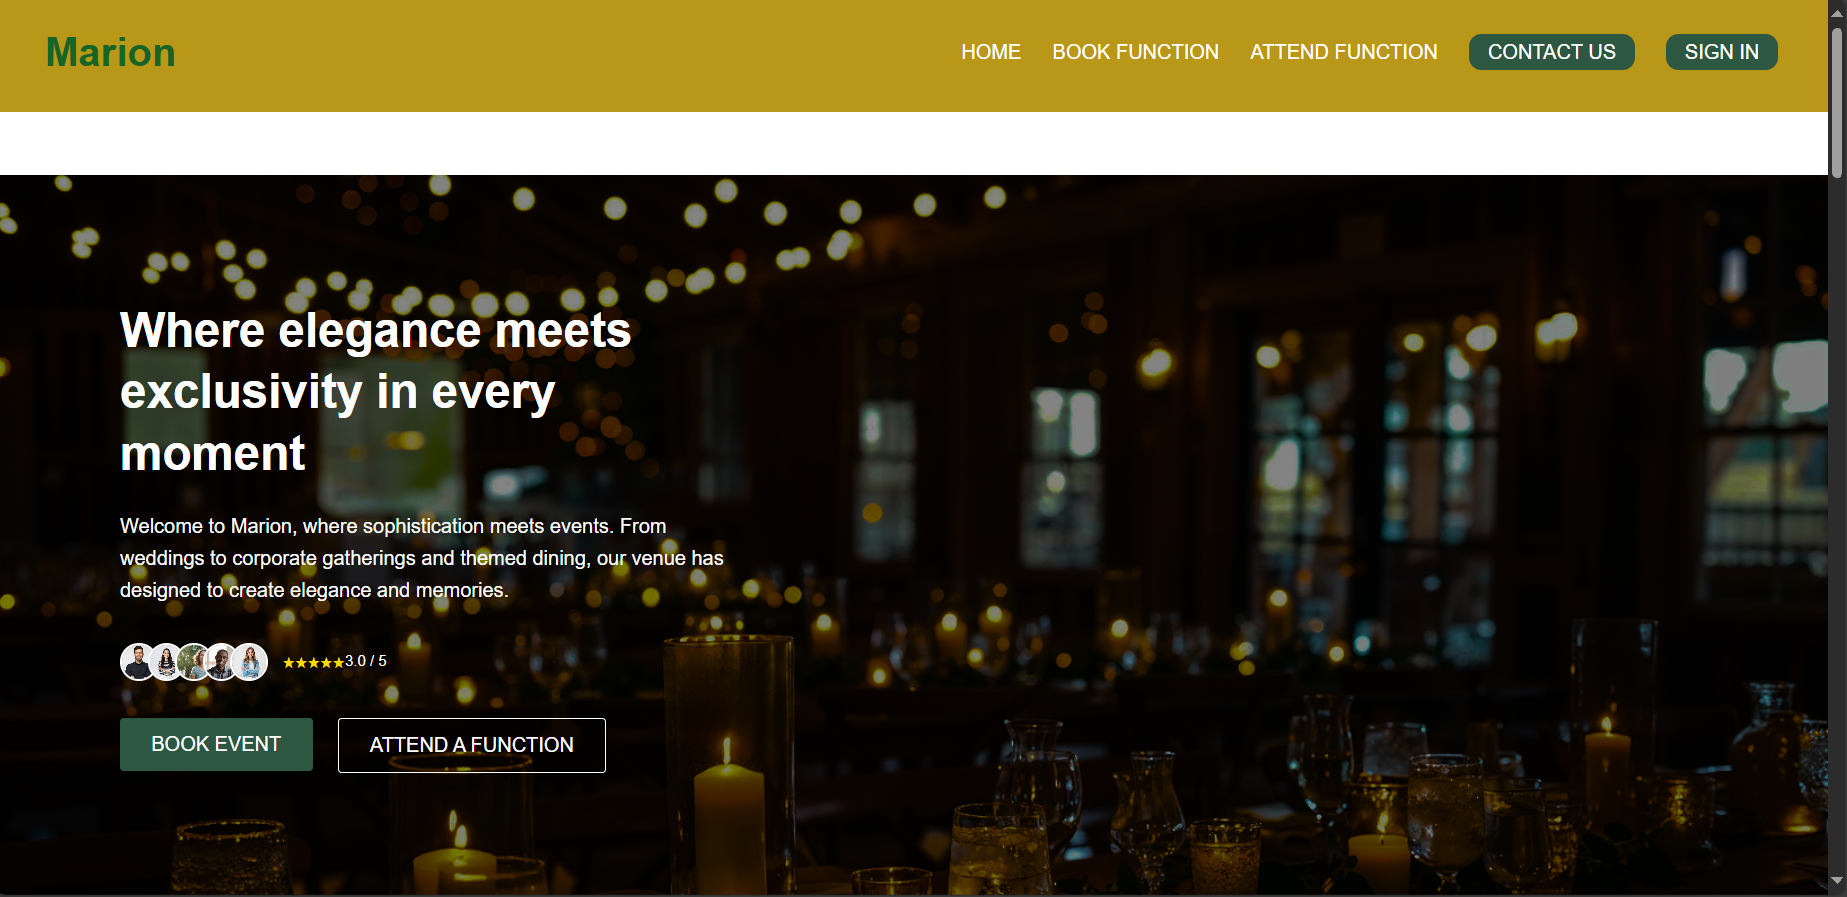 Marion
HOME BOOK FUNCTION ATTEND FUNCTION CONTACT US SIGN IN
Where elegance meets
exclusivity in every
moment
Welcome to Marion, where sophistication meets events. From
weddings to corporate gatherings and themed dining, our venue has
designed to create elegance and memories.
★★★★★3.0 / 5
BOOK EVENT ATTEND A FUNCTION